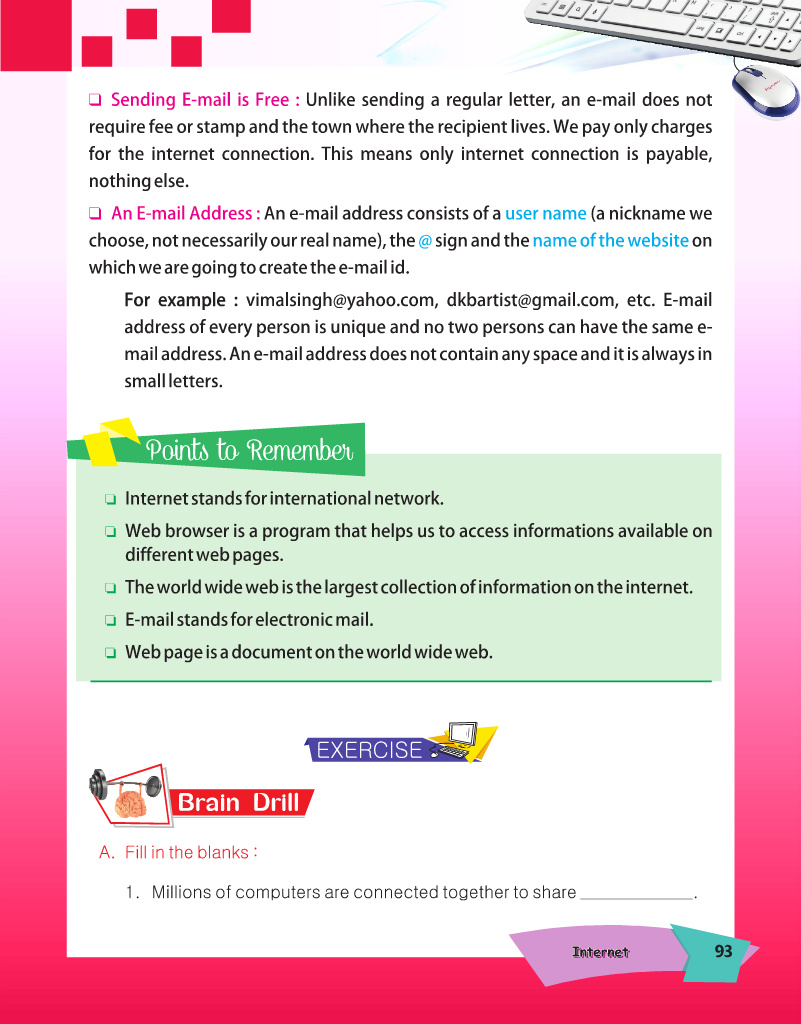 ❑ Sending E-mail is Free : Unlike sending a regular letter, an e-mail does not
require fee or stamp and the town where the recipient lives. We pay only charges
for the internet connection. This means only internet connection is payable,
nothing else.
❑ An E-mail Address : An e-mail address consists of a user name (a nickname we
choose, not necessarily our real name), the @ sign and the name of the website on
which we are going to create the e-mail id.
For example : vimalsingh@yahoo.com, dkbartist@gmail.com, etc. E-mail
address of every person is unique and no two persons can have the same e-
mail address. An e-mail address does not contain any space and it is always in
small letters.
Points to Remember
❑ Internet stands for international network.
❑ Web browser is a program that helps us to access informations available on
different web pages.
❑ The world wide web is the largest collection of information on the internet.
❑ E-mail stands for electronic mail.
❑ Web page is a document on the world wide web.
EXERCISE
Brain Drill
A. Fill in the blanks :
1. Millions of computers are connected together to share ____________.
Internet 93